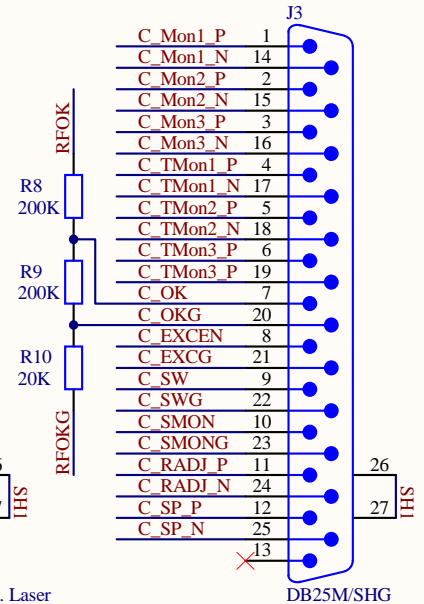 J3
C_Mon1_P 1
C_Mon1_N 14
C_Mon2_P 2
C_Mon2_N 15
C_Mon3_P 3
C_Mon3_N 16
C_TMon1_P 4
C_TMon1_N 17
C_TMon2_P 5
C_TMon2_N 18
C_TMon3_P 6
C_TMon3_P 19
C_OK 7
C_OKG 20
C_EXCEN 8
C_EXCG 21
C_SW 9
C_SWG 22
C_SMON 10
C_SMONG 23
C_RADJ_P 11
C_RADJ_N 24
C_SP_P 12
C_SP_N 25
13
RFOK
R8
200K
R9
200K
R10
20K
RFOKG
SH1
26
27
SH1
. Laser
DB25M/SHG